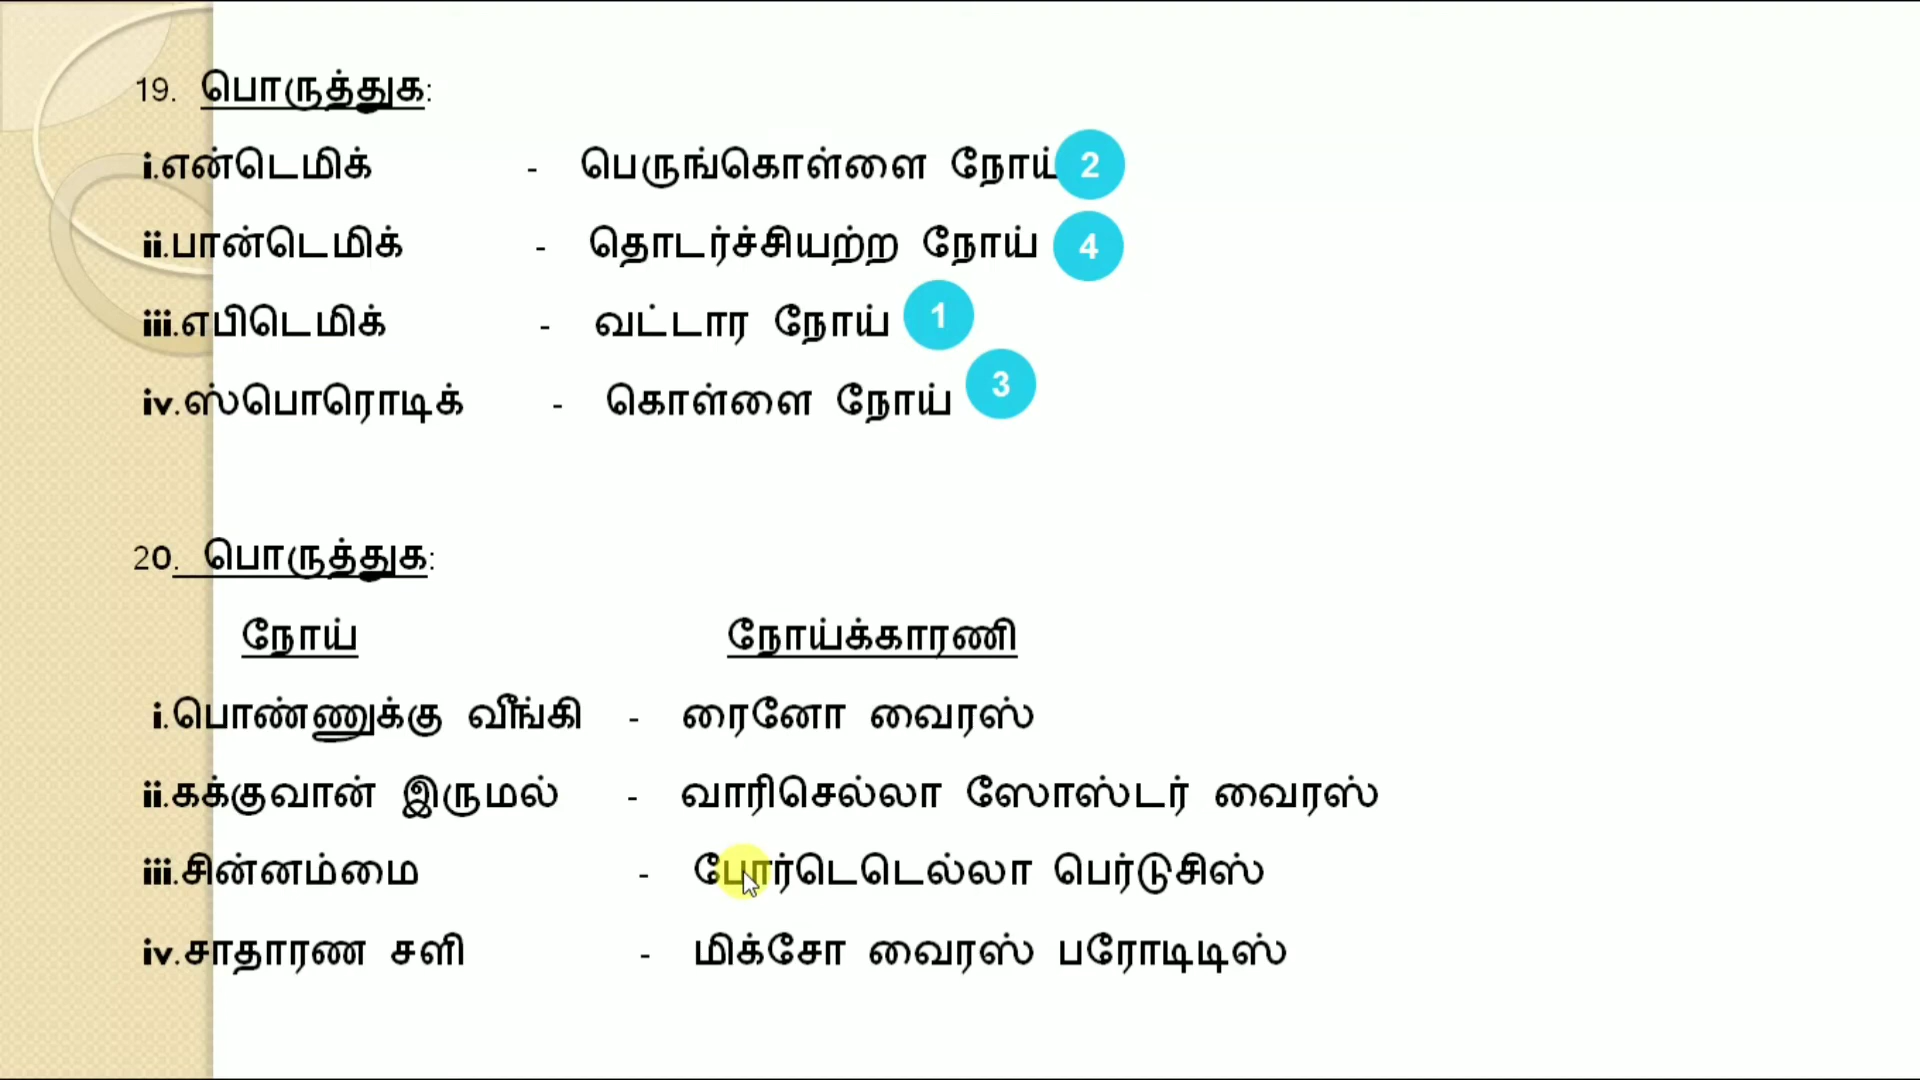 19. பொருத்துக:
i.என்டெமிக் - பெருங்கொள்ளை நோய் 2
ii.பான்டெமிக் - தொடர்ச்சியற்ற நோய் 4
iii.எபிடெமிக் - வட்டார நோய் 1
iv.ஸ்பொரொடிக் - கொள்ளை நோய் 3
20. பொருத்துக:
நோய் நோய்க்காரணி
i.பொண்ணுக்கு வீங்கி - ரைனோ வைரஸ்
ii.கக்குவான் இருமல் - வாரிசெல்லா ஸோஸ்டர் வைரஸ்
iii.சின்னம்மை - போர்டெடெல்லா பெர்டுசிஸ்
iv.சாதாரண சளி - மிக்சோ வைரஸ் பரோடிடிஸ்